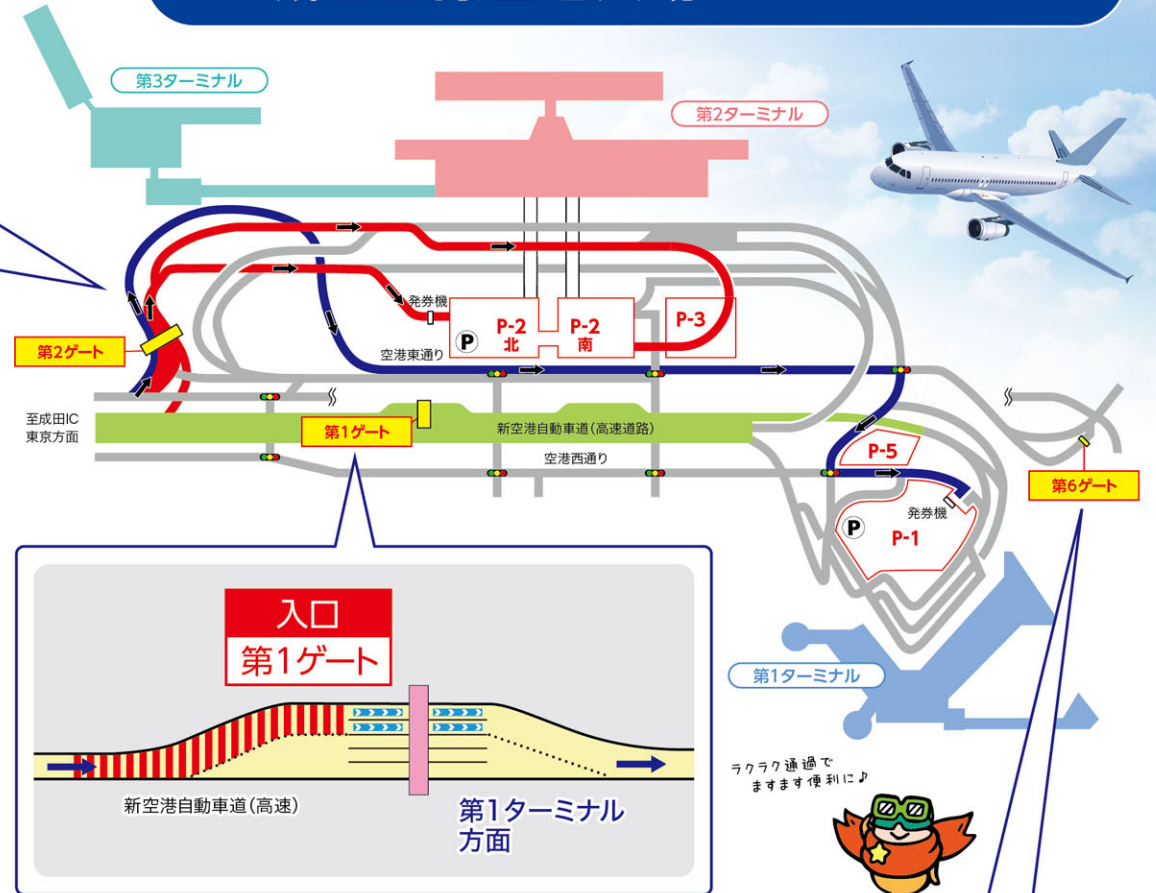 第3ターミナル
第2ターミナル
発券機
P-2
北
P-2
南
P-3
P
第2ゲート
空港東通り
至成田IC
東京方面
第1ゲート
新空港自動車道(高速道路)
空港西通り
P-5
第6ゲート
発券機
P
P-1
入口
第1ゲート
第1ターミナル
新空港自動車道(高速)
第1ターミナル
方面
ラクラク通過で
ますます便利に♪